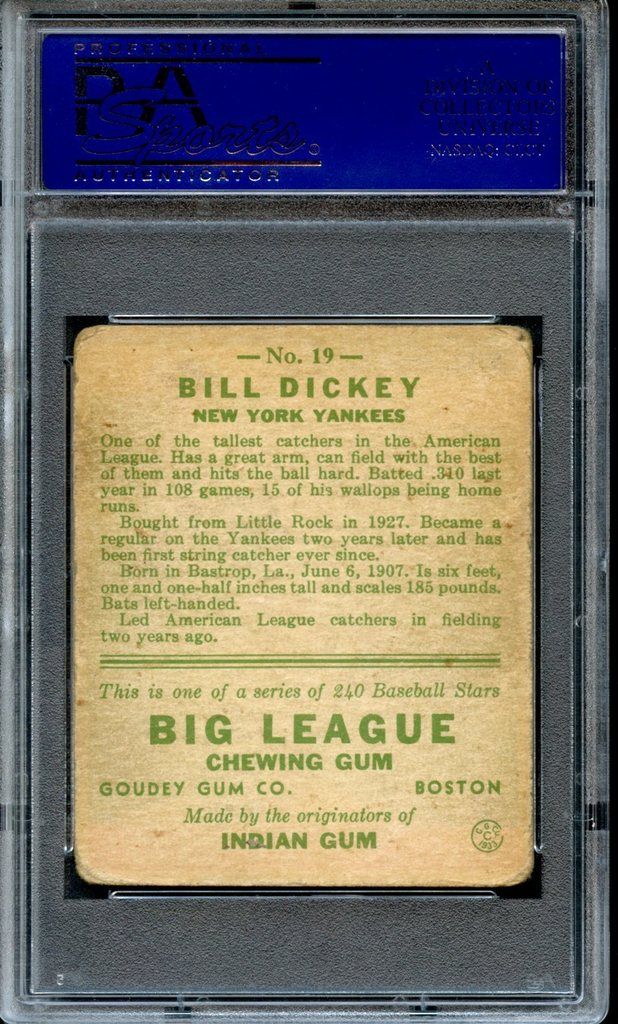 PROFESSIONAL
PSA
Sports
AUTHENTICATOR
A
DIVISION OF
COLLECTORS
UNIVERSE
NASDAQ: CLCT
— No. 19 —
BILL DICKEY
NEW YORK YANKEES
One of the tallest catchers in the American
League. Has a great arm, can field with the best
of them and hits the ball hard. Batted .310 last
year in 108 games, 15 of his wallops being home
runs.
Bought from Little Rock in 1927. Became a
regular on the Yankees two years later and has
been first string catcher ever since.
Born in Bastrop, La., June 6, 1907. Is six feet,
one and one-half inches tall and scales 185 pounds.
Bats left-handed.
Led American League catchers in fielding
two years ago.
This is one of a series of 240 Baseball Stars
BIG LEAGUE
CHEWING GUM
GOUDEY GUM CO. BOSTON
Made by the originators of
INDIAN GUM
C
1933